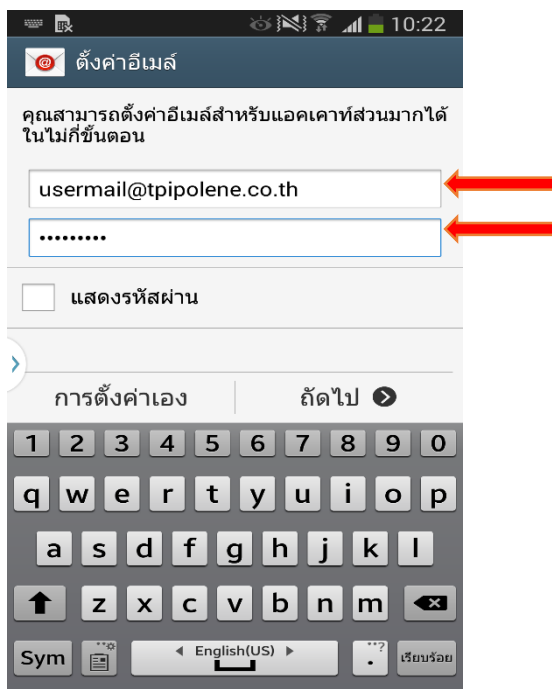 10:22
ตั้งค่าอีเมล์
คุณสามารถตั้งค่าอีเมล์สำหรับแอคเคาท์ส่วนมากได้
ในไม่กี่ขั้นตอน
usermail@tpipolene.co.th
•••••••••
แสดงรหัสผ่าน
การตั้งค่าเอง ถัดไป
1 2 3 4 5 6 7 8 9 0
q w e r t y u i o p
a s d f g h j k l
z x c v b n m
Sym English(US) . ? เรียบร้อย